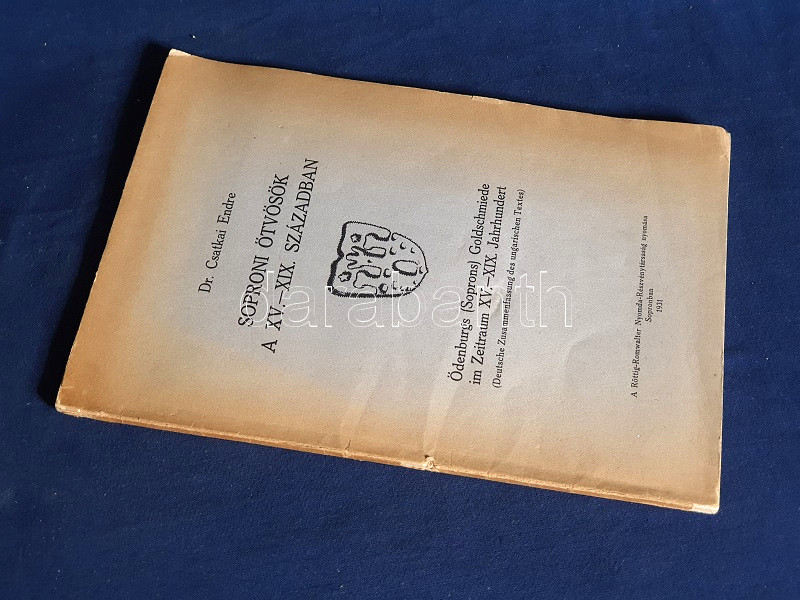 Dr. Csatkai Endre
SOPRONI ÖTVÖSÖK
A XV.–XIX. SZÁZADBAN
Ödenburgs (Soprons) Goldschmiede
im Zeitraum XV.–XIX. Jahrhundert
(Deutsche Zusammenfassung des ungarischen Textes)
A Röttig-Romwalter Nyomda-Részvénytársaság nyomása
Sopronban
1931
darabanth